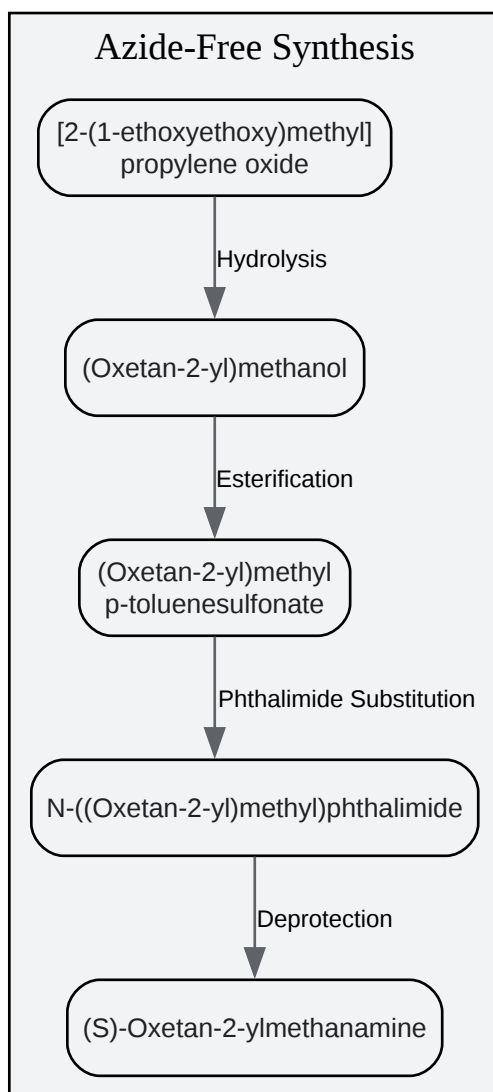 Azide-Free Synthesis
[2-(1-ethoxyethoxy)methyl]
propylene oxide
Hydrolysis
(Oxetan-2-yl)methanol
Esterification
(Oxetan-2-yl)methyl
p-toluenesulfonate
Phthalimide Substitution
N-((Oxetan-2-yl)methyl)phthalimide
Deprotection
(S)-Oxetan-2-ylmethanamine